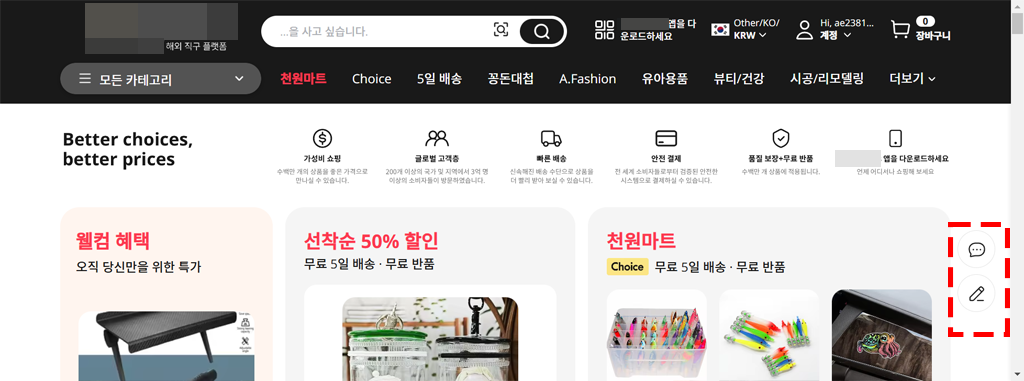 해외 직구 플랫폼
...을 사고 싶습니다.
앱을 다
운로드하세요
Other/KO/
KRW
Hi, ae2381...
계정
0
장바구니
모든 카테고리
천원마트
Choice
5일 배송
꽁돈대첩
A.Fashion
유아용품
뷰티/건강
시공/리모델링
더보기
Better choices,
better prices
가성비 쇼핑
수백만 개의 상품을 좋은 가격으로
만나실 수 있습니다.
글로벌 고객층
200개 이상의 국가 및 지역에서 3억 명
이상의 소비자들이 방문하였습니다.
빠른 배송
신속해진 배송 수단으로 상품을
더 빨리 받아 보실 수 있습니다.
안전 결제
전 세계 소비자들로부터 검증된 안전한
시스템으로 결제하실 수 있습니다.
품질 보장+무료 반품
수백만 개 상품에 적용됩니다.
앱을 다운로드하세요
언제 어디서나 쇼핑해 보세요
웰컴 혜택
오직 당신만을 위한 특가
선착순 50% 할인
무료 5일 배송 · 무료 반품
천원마트
Choice 무료 5일 배송 · 무료 반품